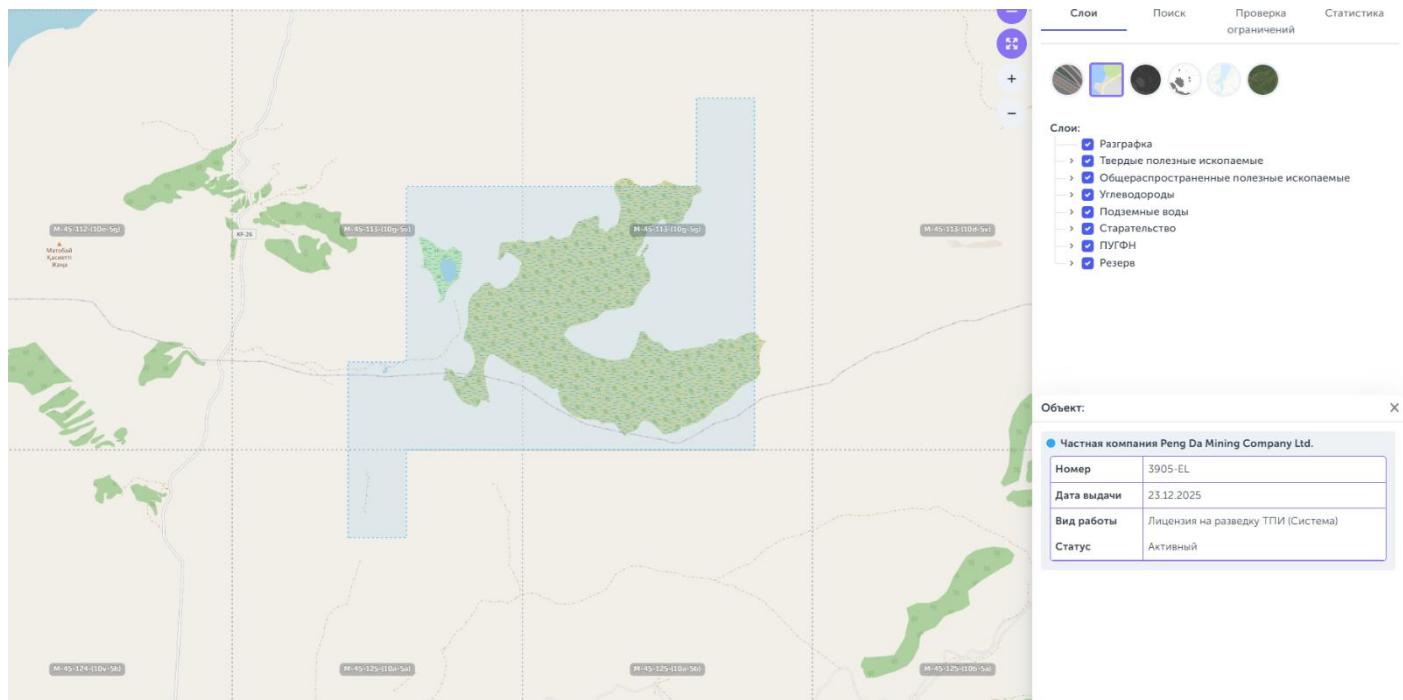 Слои Поиск Проверка ограничений Статистика
+
−
Слои:
Разграфка
Твердые полезные ископаемые
Общераспространенные полезные ископаемые
Углеводороды
Подземные воды
Старательство
ПУГФН
Резерв
M-45-112-(10e-5g)
KF-26
M-45-113-(10g-5v)
M-45-113-(10g-5g)
M-45-113-(10d-5v)
Қасиетті
Жаңа
M-45-124-(10v-5b)
M-45-125-(10a-5a)
M-45-125-(10a-5b)
M-45-125-(10b-5a)
Объект:
Частная компания Peng Da Mining Company Ltd.
Номер 3905-EL
Дата выдачи 23.12.2025
Вид работы Лицензия на разведку ТПИ (Система)
Статус Активный